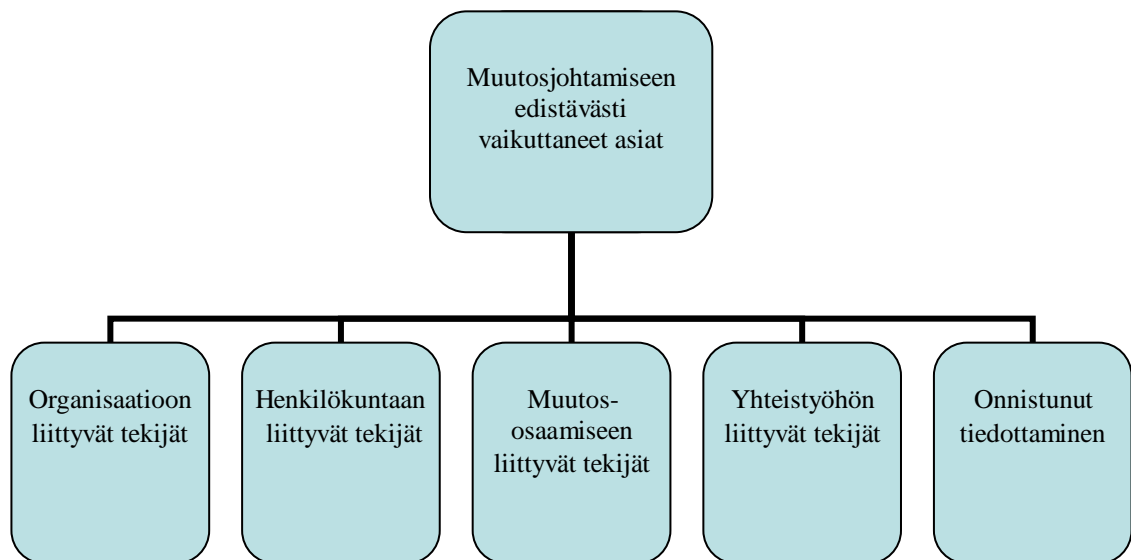 Muutosjohtamiseen
edistävästi
vaikuttaneet asiat
Organisaatioon
liittyvät tekijät
Henkilökuntaan
liittyvät tekijät
Muutos-
osaamiseen
liittyvät tekijät
Yhteistyöhön
liittyvät tekijät
Onnistunut
tiedottaminen